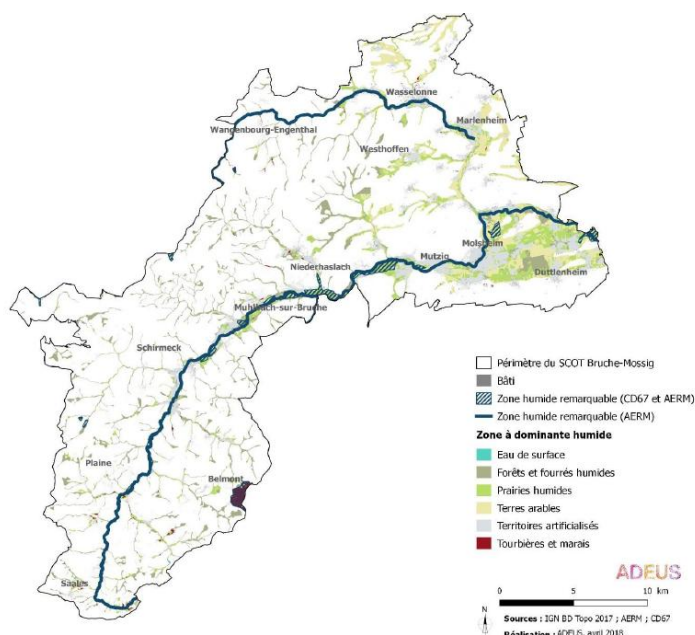 Wasselonne
Wangenbourg-Engenthal
Marlenheim
Westhoffen
Molsheim
Mutzig
Niederhaslach
Duttlenheim
Muhlbach-sur-Bruche
Schirmeck
Plaine
Belmont
Saales
Périmètre du SCOT Bruche-Mossig
Bâti
Zone humide remarquable (CD67 et AERM)
Zone humide remarquable (AERM)
Zone à dominante humide
Eau de surface
Forêts et fourrés humides
Prairies humides
Terres arables
Territoires artificialisés
Tourbières et marais
ADEUS
0 5 10 km
N
Sources : IGN BD Topo 2017 ; AERM ; CD67
Réalisation : ADEUS, avril 2018